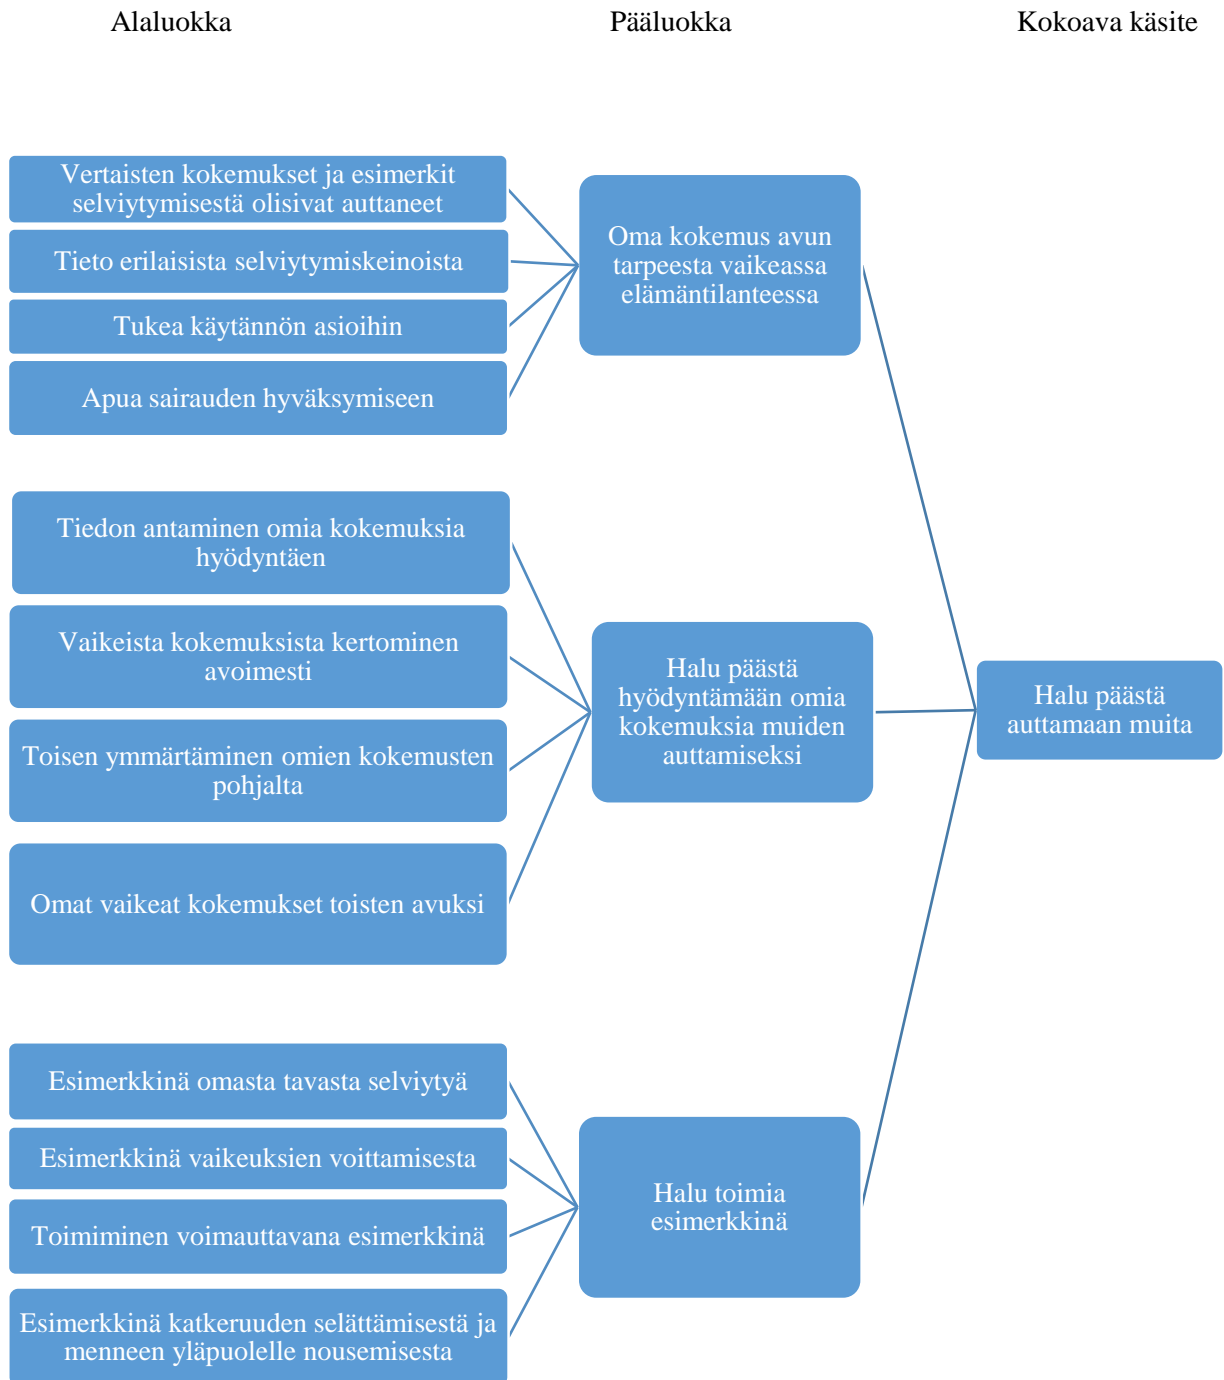 Alaluokka
Pääluokka
Kokoava käsite
Vertaisten kokemukset ja esimerkit
selviytymisestä olisivat auttaneet
Tieto erilaisista selviytymiskeinoista
Tukea käytännön asioihin
Apua sairauden hyväksymiseen
Oma kokemus avun
tarpeesta vaikeassa
elämäntilanteessa
Tiedon antaminen omia kokemuksia
hyödyntäen
Vaikeista kokemuksista kertominen
avoimesti
Toisen ymmärtäminen omien kokemusten
pohjalta
Omat vaikeat kokemukset toisten avuksi
Halu päästä
hyödyntämään omia
kokemuksia muiden
auttamiseksi
Halu päästä
auttamaan muita
Esimerkkinä omasta tavasta selviytyä
Esimerkkinä vaikeuksien voittamisesta
Toimiminen voimauttavana esimerkkinä
Esimerkkinä katkeruuden selättämisestä ja
menneen yläpuolelle nousemisesta
Halu toimia
esimerkkinä